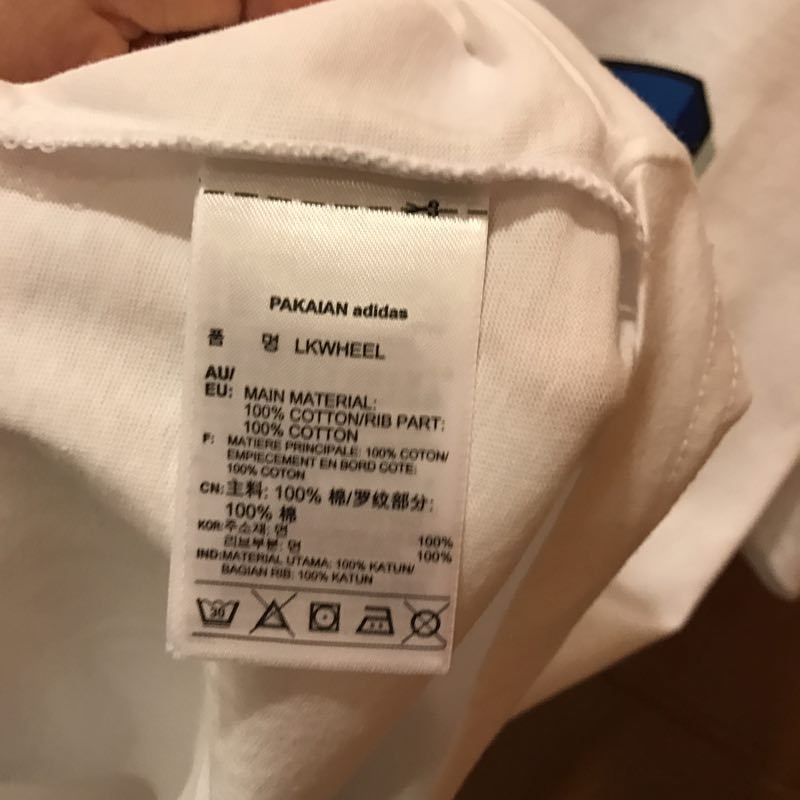 PAKAIAN adidas
품 명 LKWHEEL
AU/
EU: MAIN MATERIAL:
100% COTTON/RIB PART:
100% COTTON
F: MATIERE PRINCIPALE: 100% COTON/
EMPIECEMENT EN BORD COTE:
100% COTON
CN: 主料: 100% 棉/罗纹部分:
100% 棉
KOR: 주소재: 면 100%
리브부분: 면 100%
IND: MATERIAL UTAMA: 100% KATUN/
BAGIAN RIB: 100% KATUN
30